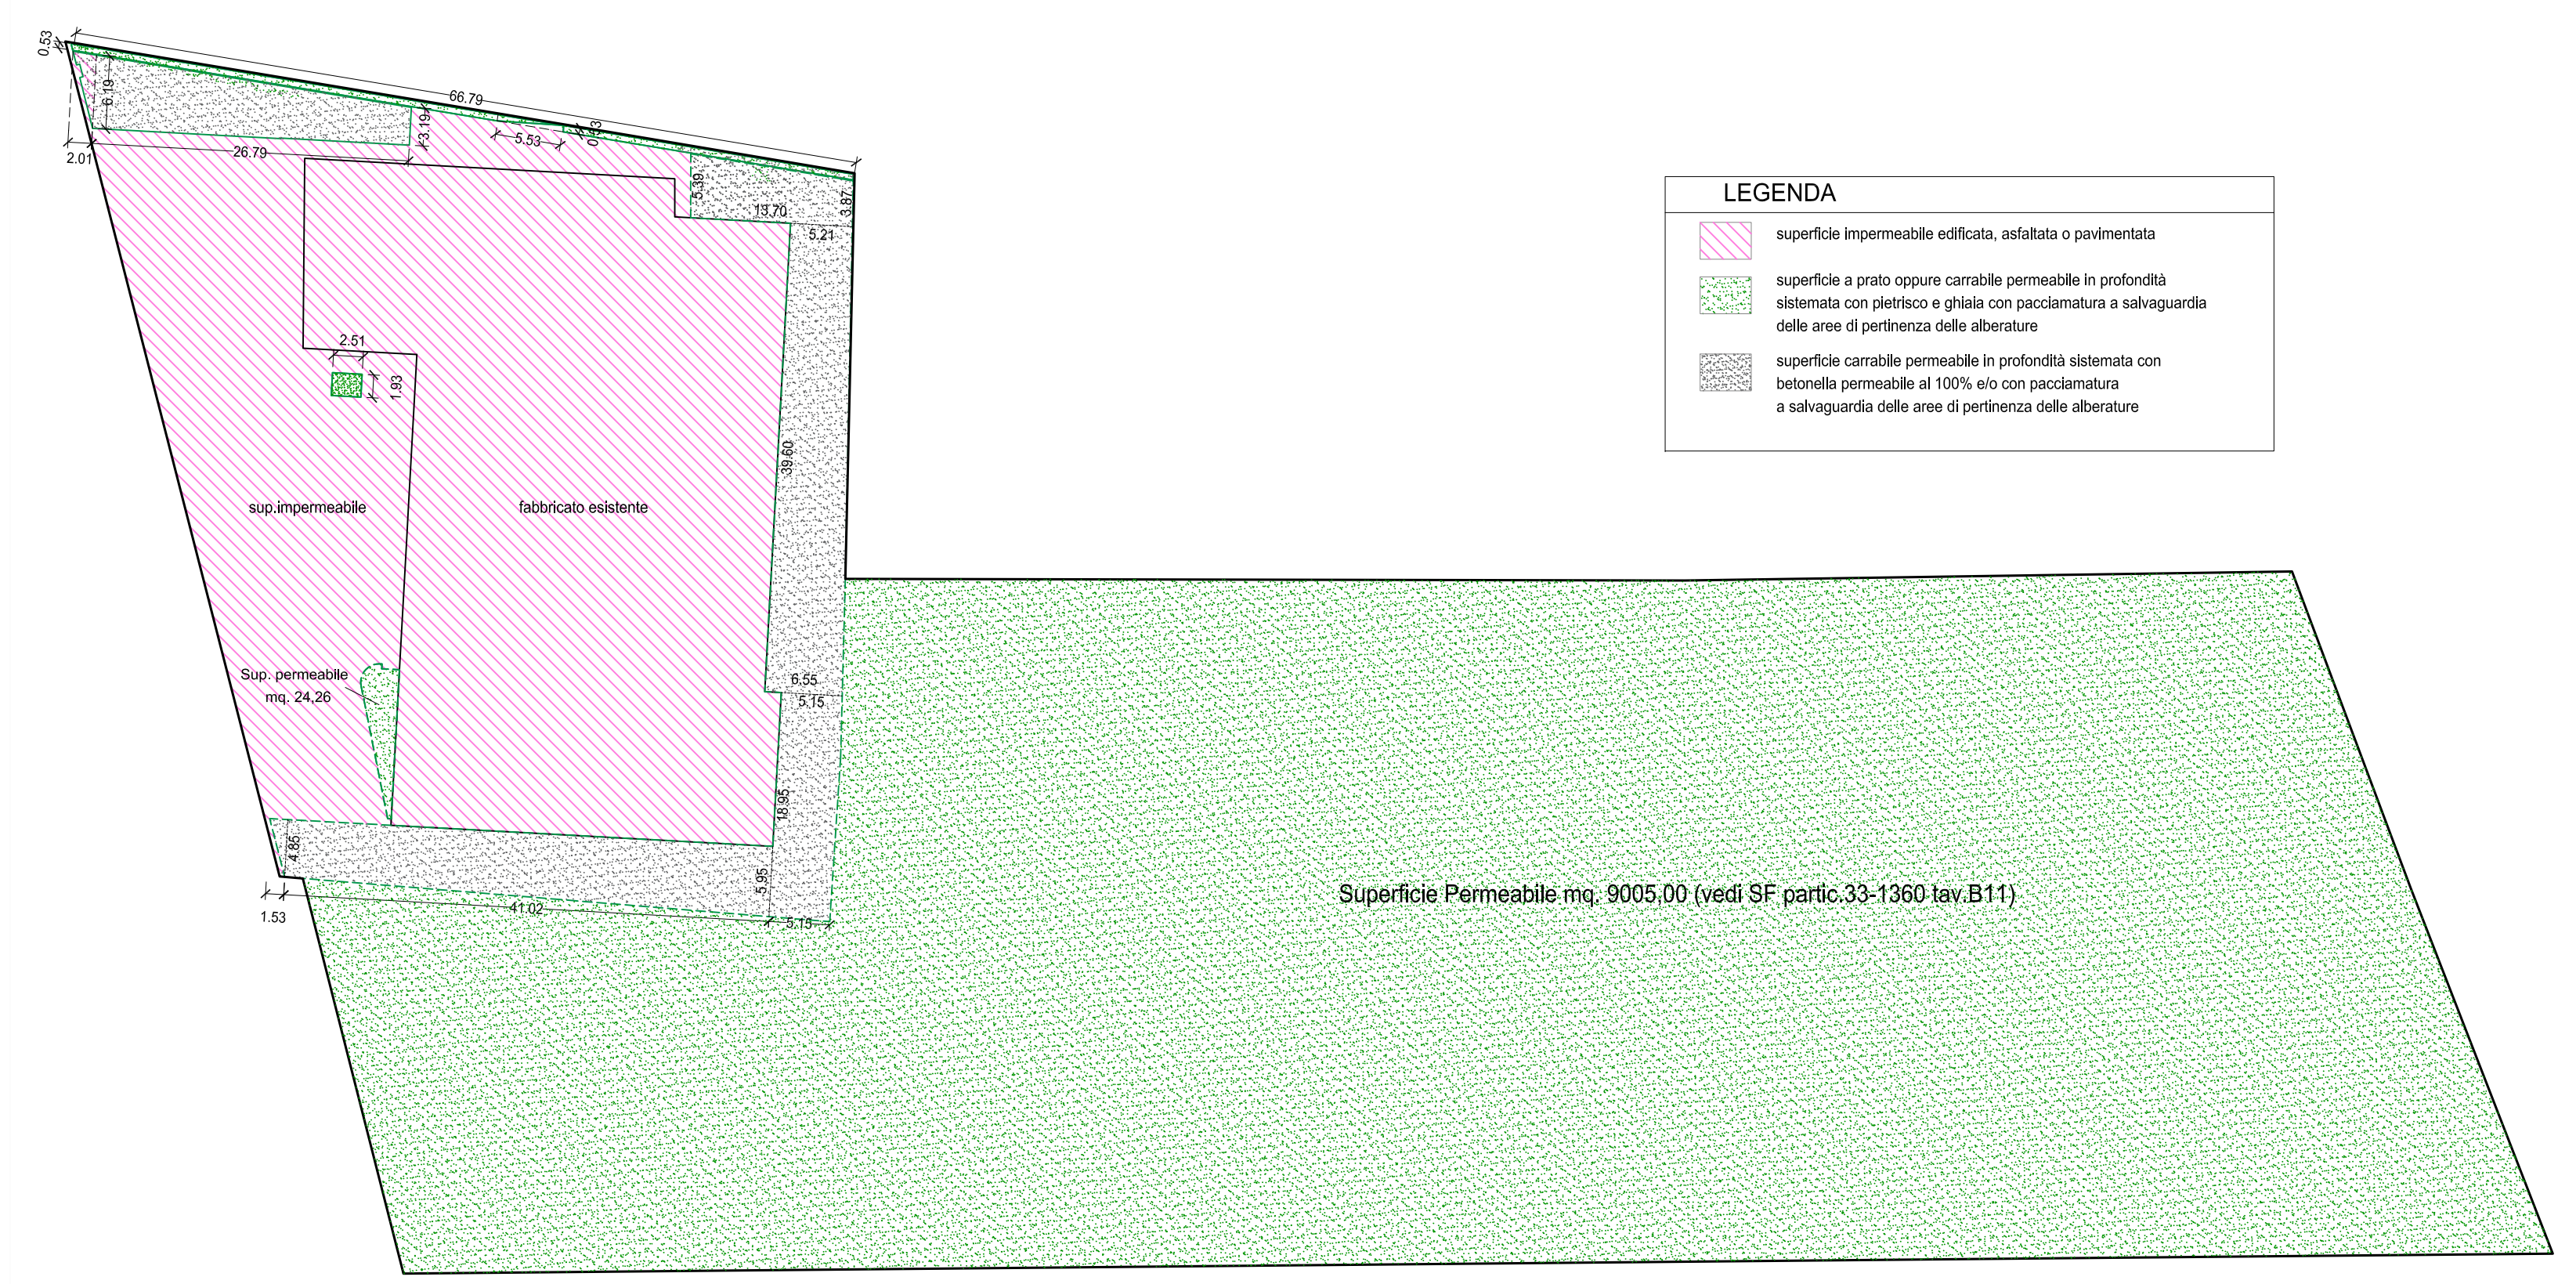 0.53
66.79
6.19
3.19
5.53
0.53
2.01
26.79
5.39
3.87
13.70
5.21
2.51
1.93
39.60
sup.impermeabile
fabbricato esistente
Sup. permeabile
mq. 24,26
6.55
5.15
18.95
4.85
5.95
1.53
41.02
5.15
LEGENDA
superficie impermeabile edificata, asfaltata o pavimentata
superficie a prato oppure carrabile permeabile in profondità
sistemata con pietrisco e ghiaia con pacciamatura a salvaguardia
delle aree di pertinenza delle alberature
superficie carrabile permeabile in profondità sistemata con
betonella permeabile al 100% e/o con pacciamatura
a salvaguardia delle aree di pertinenza delle alberature
Superficie Permeabile mq. 9005,00 (vedi SF partic.33-1360 tav.B11)